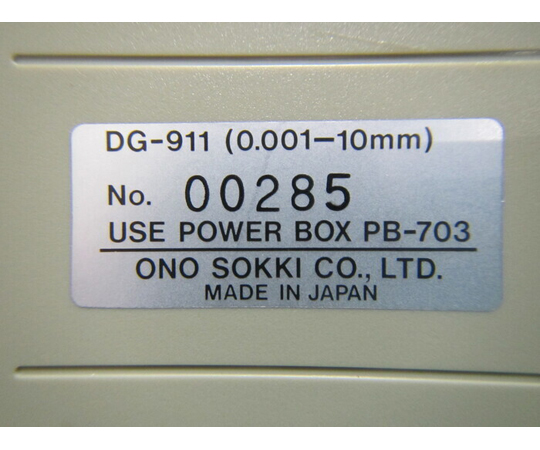 DG-911 (0.001-10mm)
No. 00285
USE POWER BOX PB-703
ONO SOKKI CO., LTD.
MADE IN JAPAN